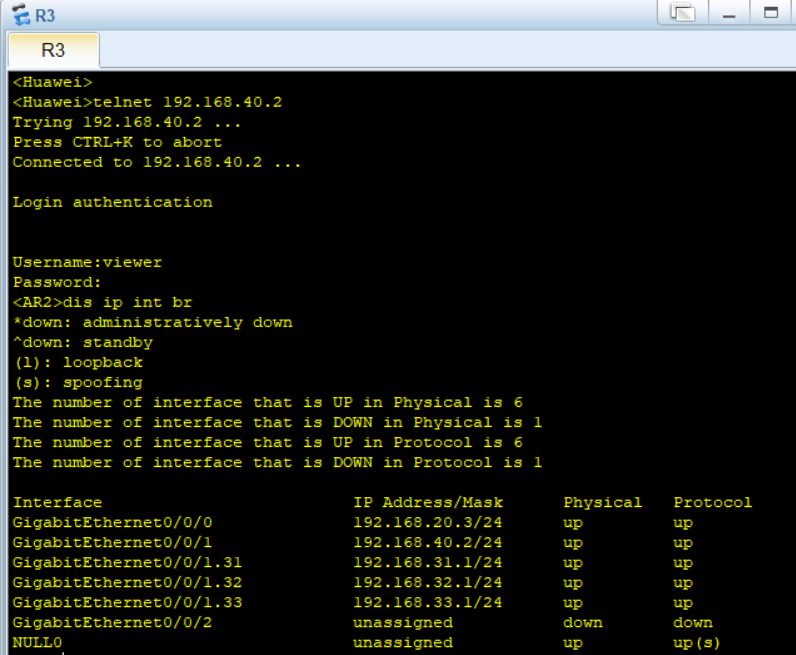 R3
R3
<Huawei>
<Huawei>telnet 192.168.40.2
Trying 192.168.40.2 ...
Press CTRL+K to abort
Connected to 192.168.40.2 ...
Login authentication
Username:viewer
Password:
<AR2>dis ip int br
*down: administratively down
^down: standby
(l): loopback
(s): spoofing
The number of interface that is UP in Physical is 6
The number of interface that is DOWN in Physical is 1
The number of interface that is UP in Protocol is 6
The number of interface that is DOWN in Protocol is 1
Interface IP Address/Mask Physical Protocol
GigabitEthernet0/0/0 192.168.20.3/24 up up
GigabitEthernet0/0/1 192.168.40.2/24 up up
GigabitEthernet0/0/1.31 192.168.31.1/24 up up
GigabitEthernet0/0/1.32 192.168.32.1/24 up up
GigabitEthernet0/0/1.33 192.168.33.1/24 up up
GigabitEthernet0/0/2 unassigned down down
NULL0 unassigned up up(s)